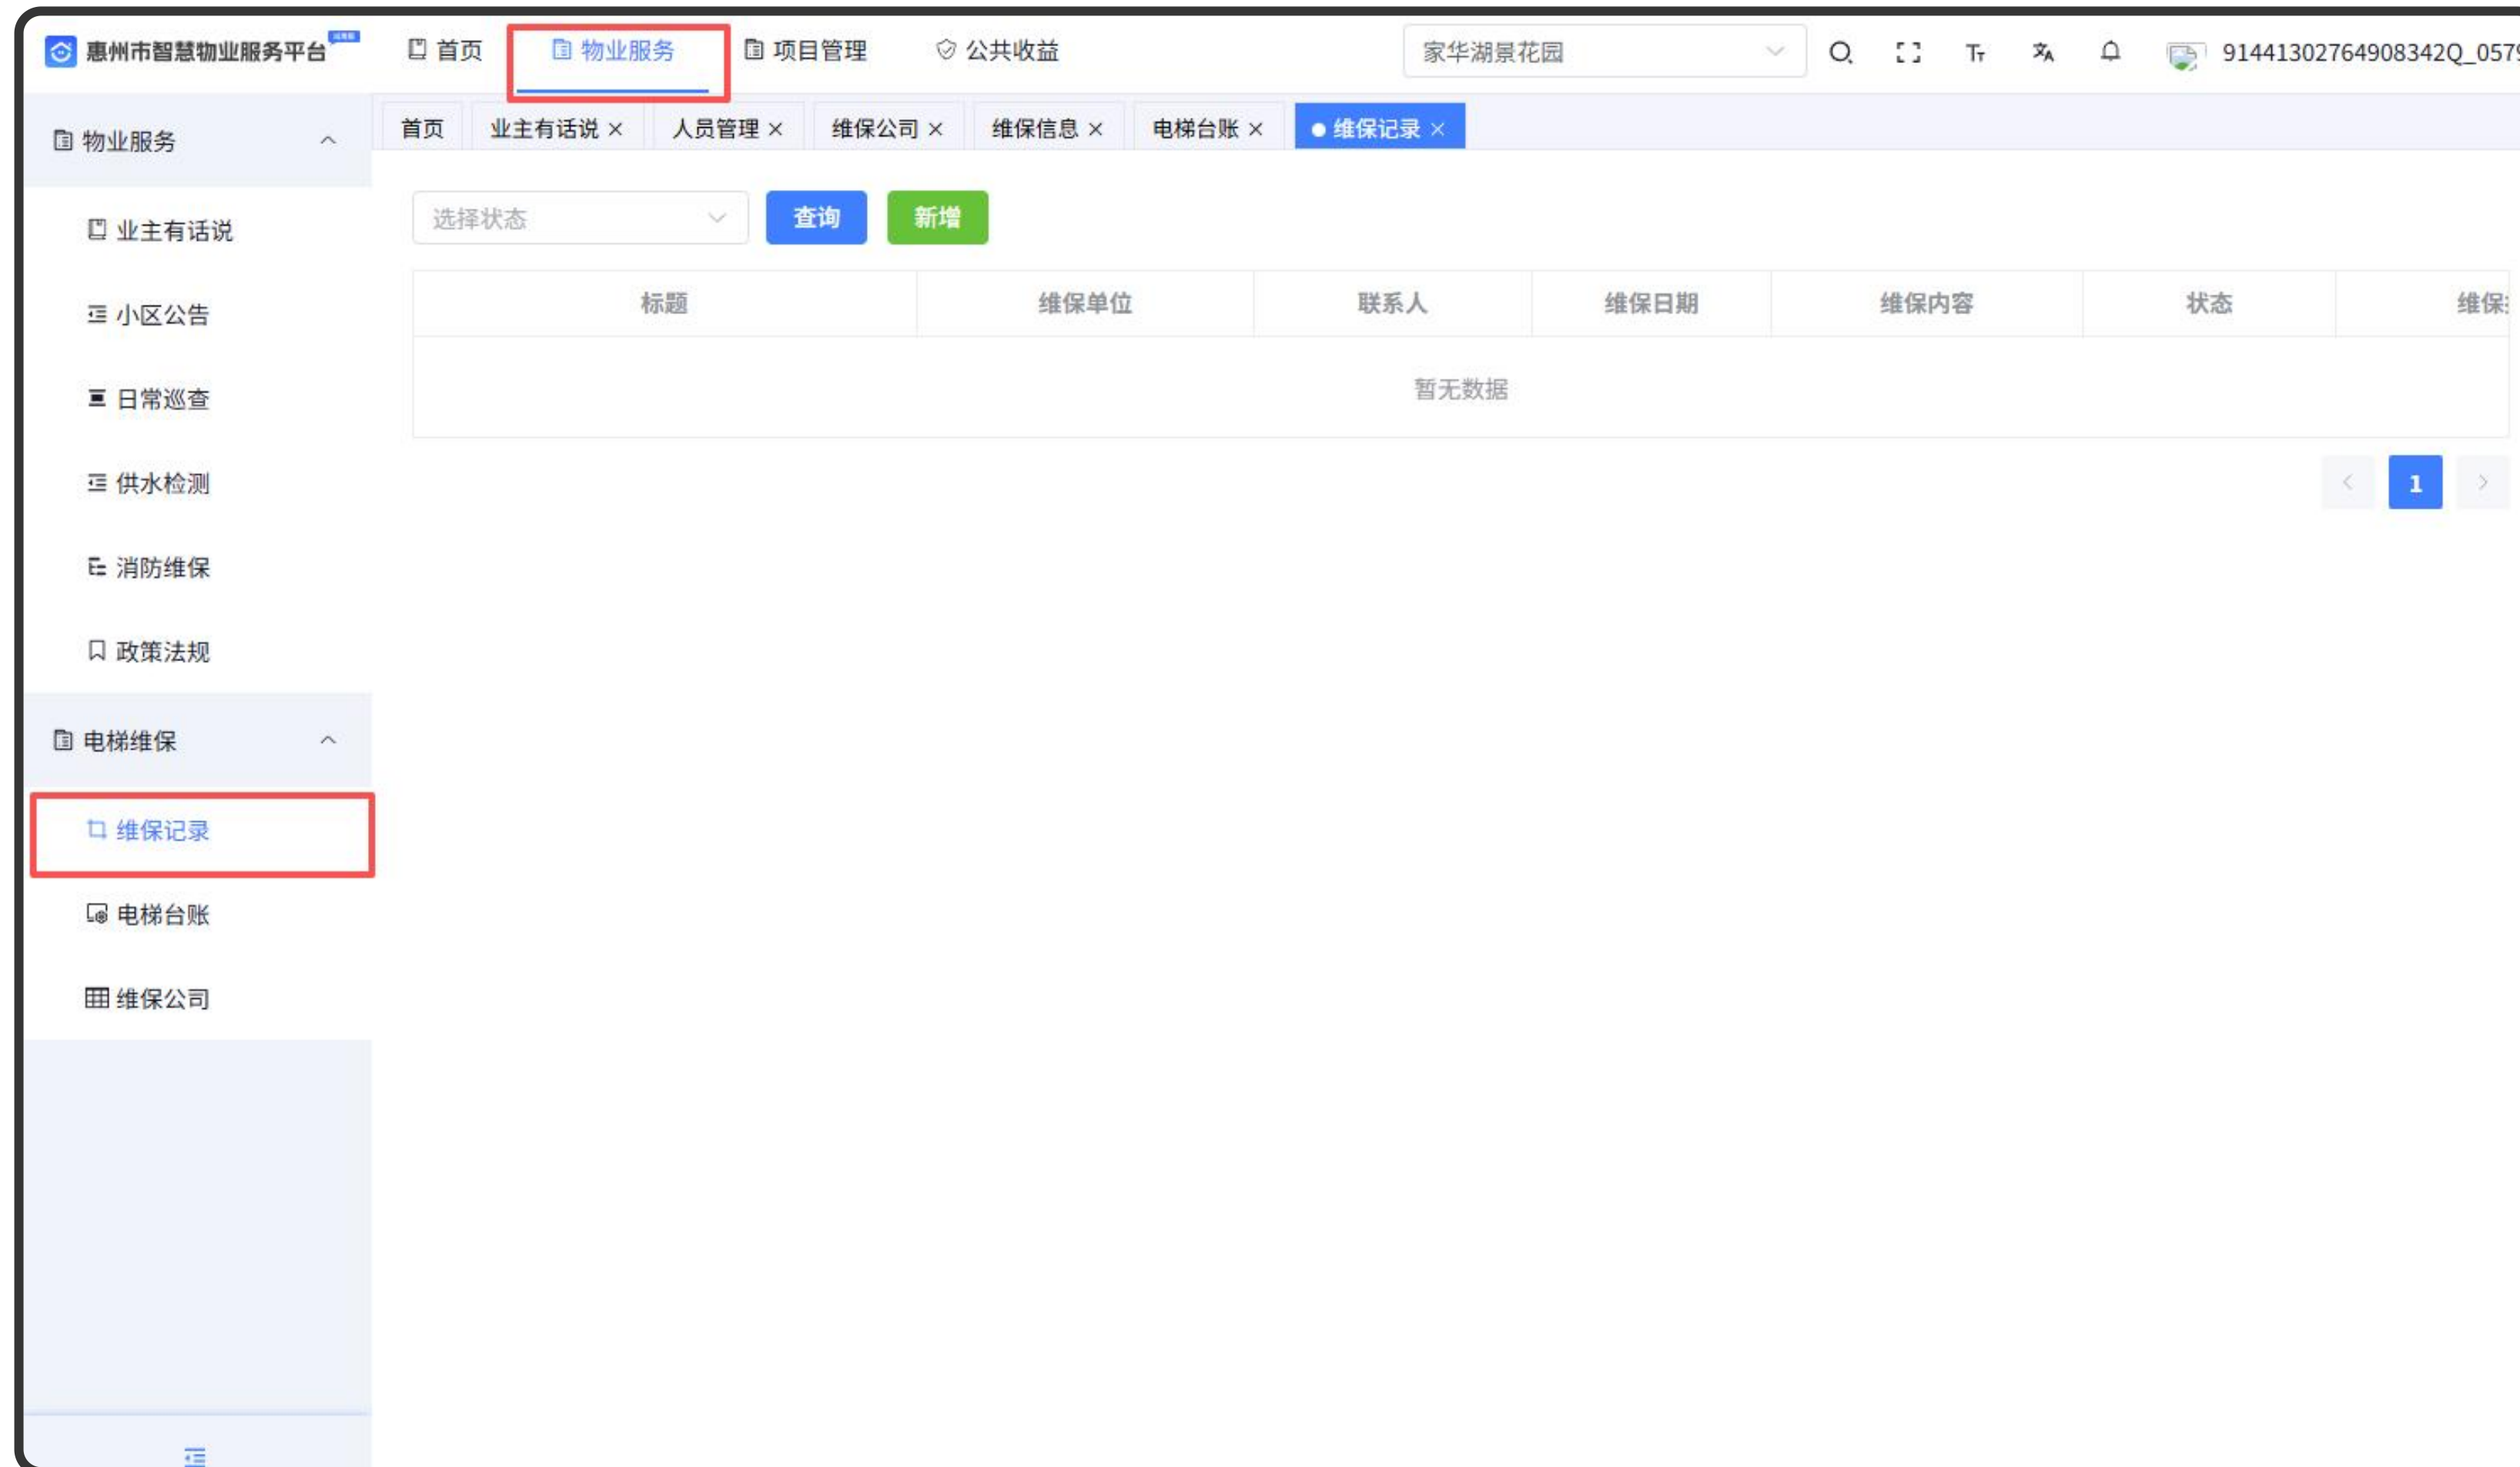 惠州市智慧物业服务平台
首页
物业服务
项目管理
公共收益
家华湖景花园
91441302764908342Q_0579
物业服务
首页
业主有话说
人员管理
维保公司
维保信息
电梯台账
维保记录
选择状态
查询
新增
业主有话说
小区公告
日常巡查
供水检测
消防维保
政策法规
电梯维保
维保记录
电梯台账
维保公司
标题
维保单位
联系人
维保日期
维保内容
状态
维保
暂无数据
1